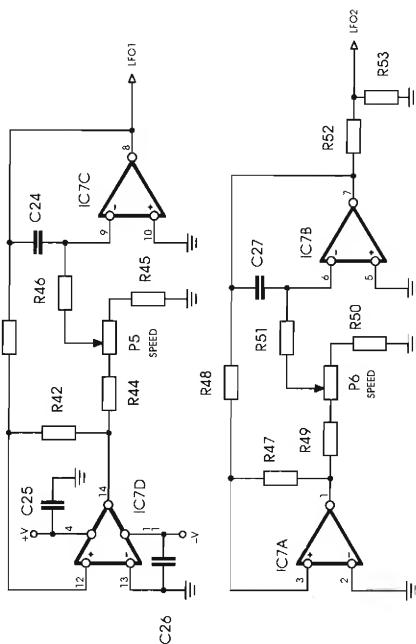 LFO1
C24
8
IC7C
9
10
R46
R45
P5
SPEED
R44
R42
C25
+V
4
IC7D
14
12
13
-V
C26
LFO2
R53
R52
C27
7
IC7B
6
5
R51
R50
P6
SPEED
R48
R49
R47
1
IC7A
3
2